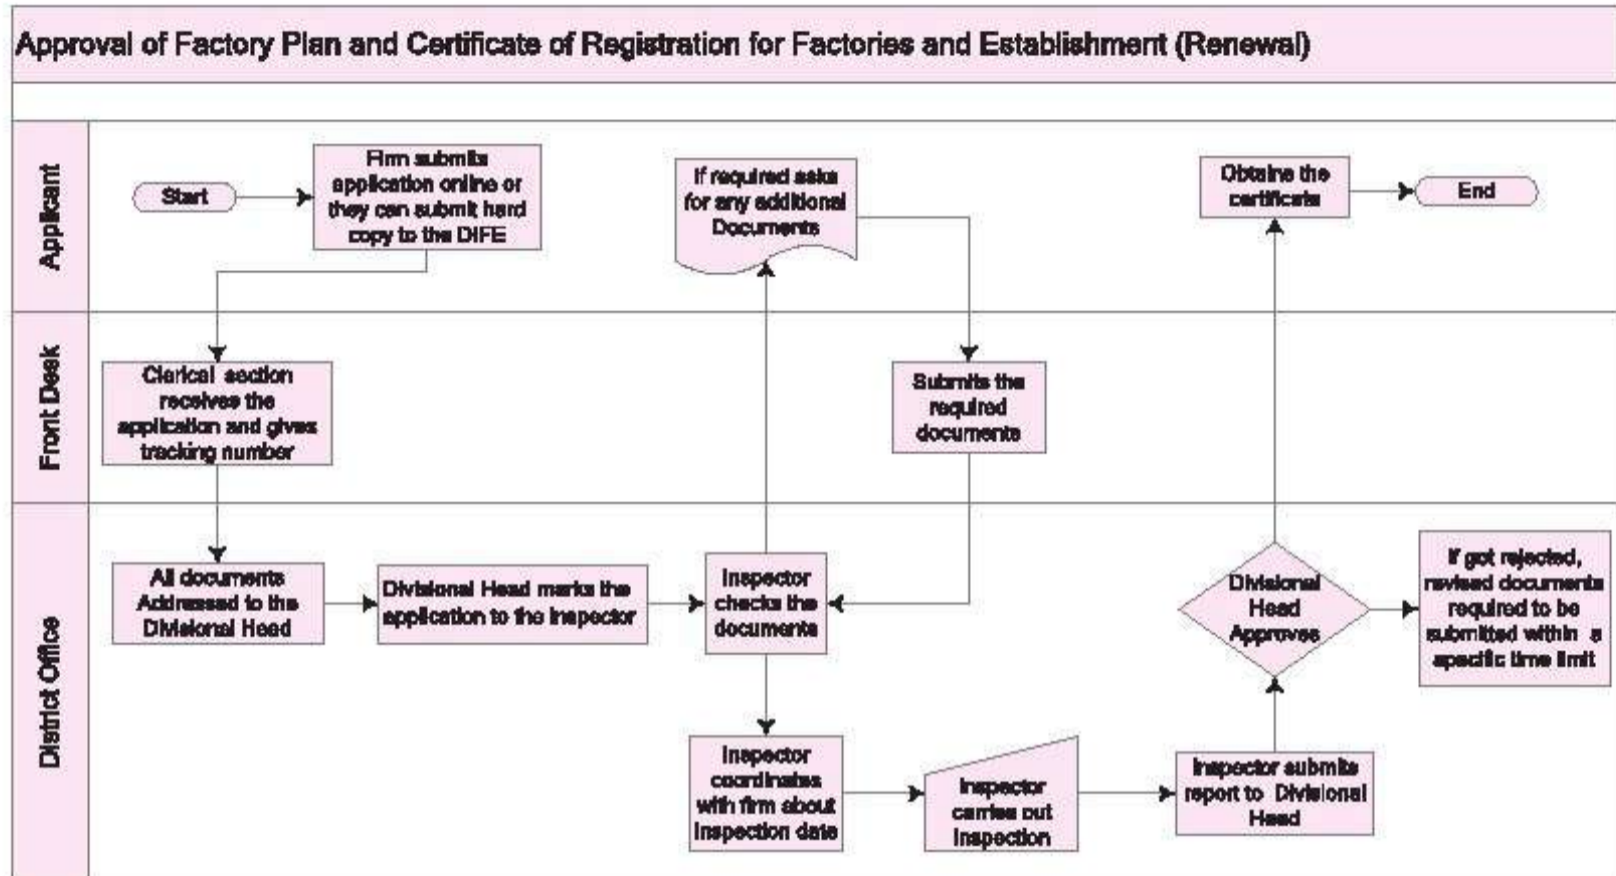 Approval of Factory Plan and Certificate of Registration for Factories and Establishment (Renewal)
Applicant
Start
Firm submits
application online or
they can submit hard
copy to the DIFE
If required asks
for any additional
Documents
Obtains the
certificate
End
Front Desk
Clerical section
receives the
application and gives
tracking number
Submits the
required
documents
District Office
All documents
Addressed to the
Divisional Head
Divisional Head marks the
application to the Inspector
Inspector
checks the
documents
Divisional
Head
Approves
If got rejected,
revised documents
required to be
submitted within a
specific time limit
Inspector
coordinates
with firm about
Inspection date
Inspector
carries out
Inspection
Inspector submits
report to Divisional
Head